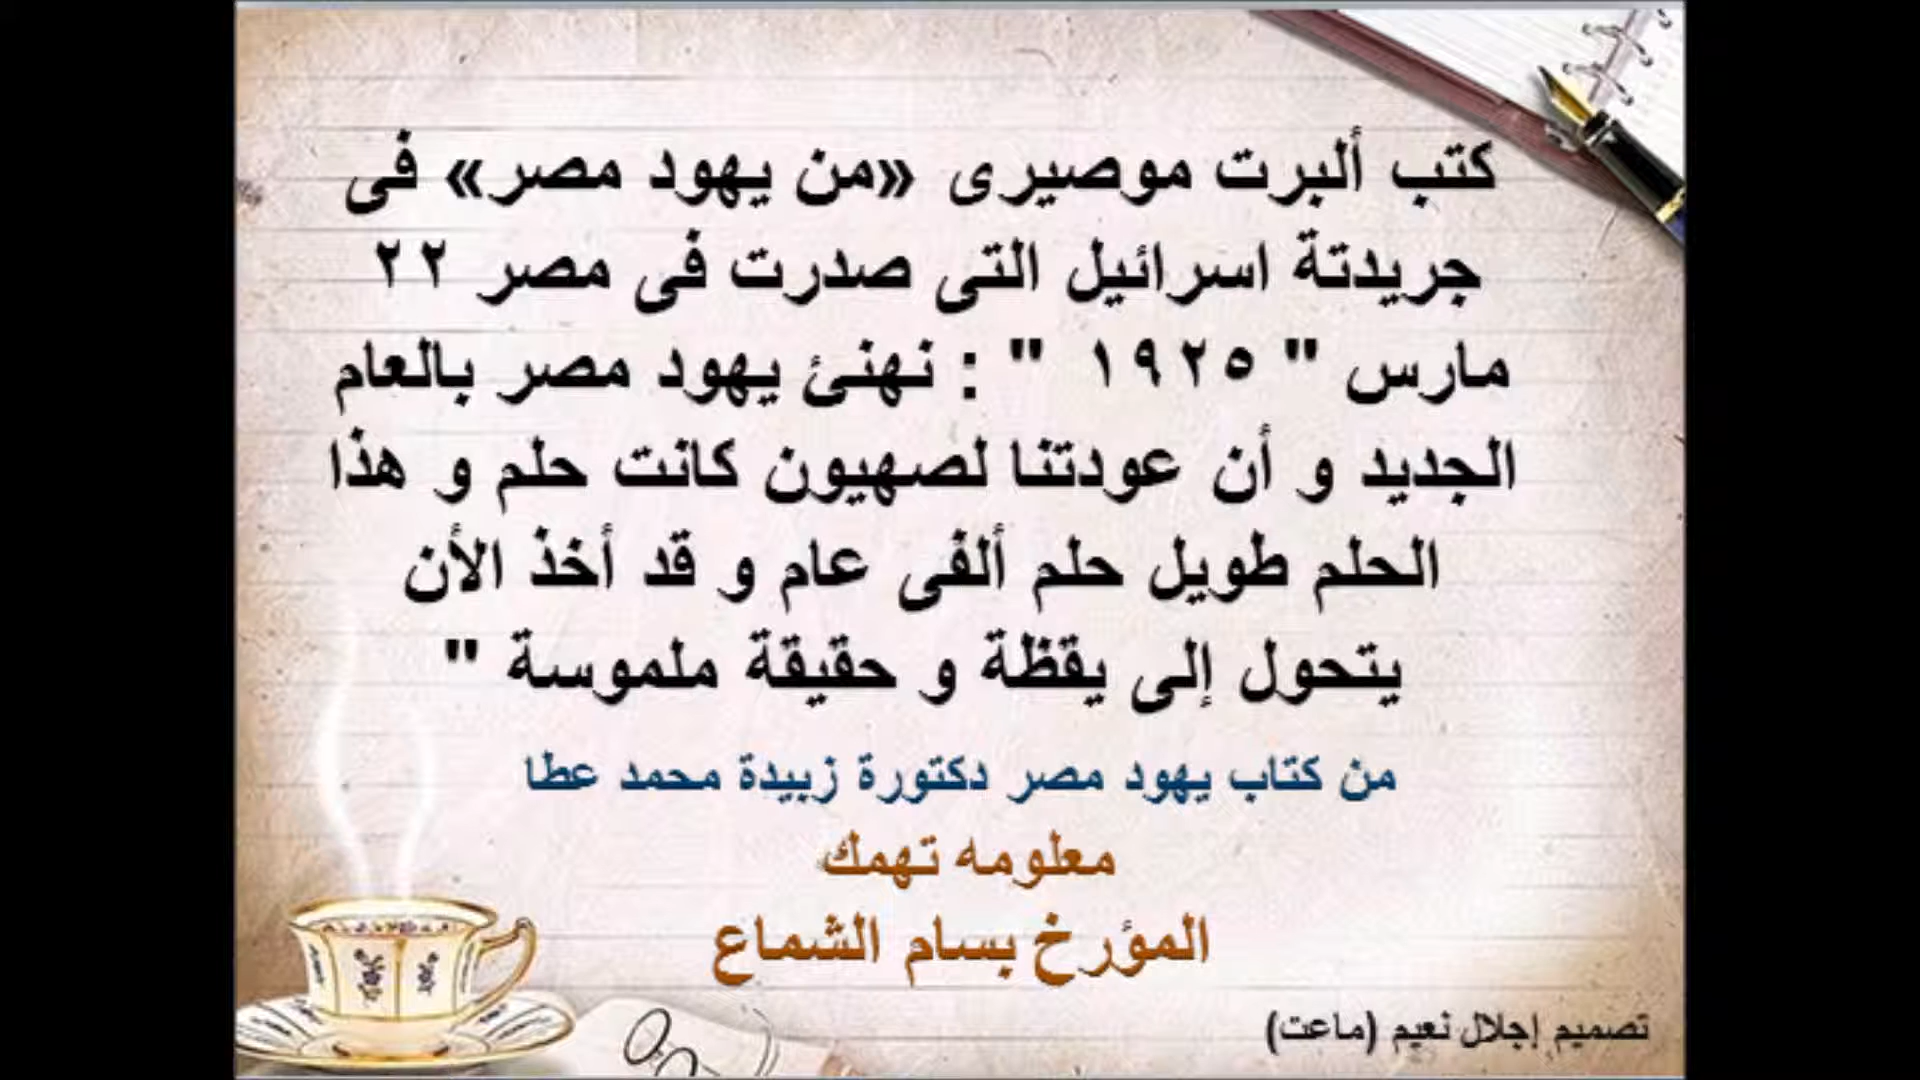 كتب ألبرت موصيرى «من يهود مصر» فى
جريدتة اسرائيل التى صدرت فى مصر ٢٢
مارس " ١٩٢٥ " : نهنئ يهود مصر بالعام
الجديد و أن عودتنا لصهيون كانت حلم و هذا
الحلم طويل حلم ألفى عام و قد أخذ الأن
يتحول إلى يقظة و حقيقة ملموسة "
من كتاب يهود مصر دكتورة زبيدة محمد عطا
معلومه تهمك
المؤرخ بسام الشماع
تصميم إجلال نعيم (ماعت)